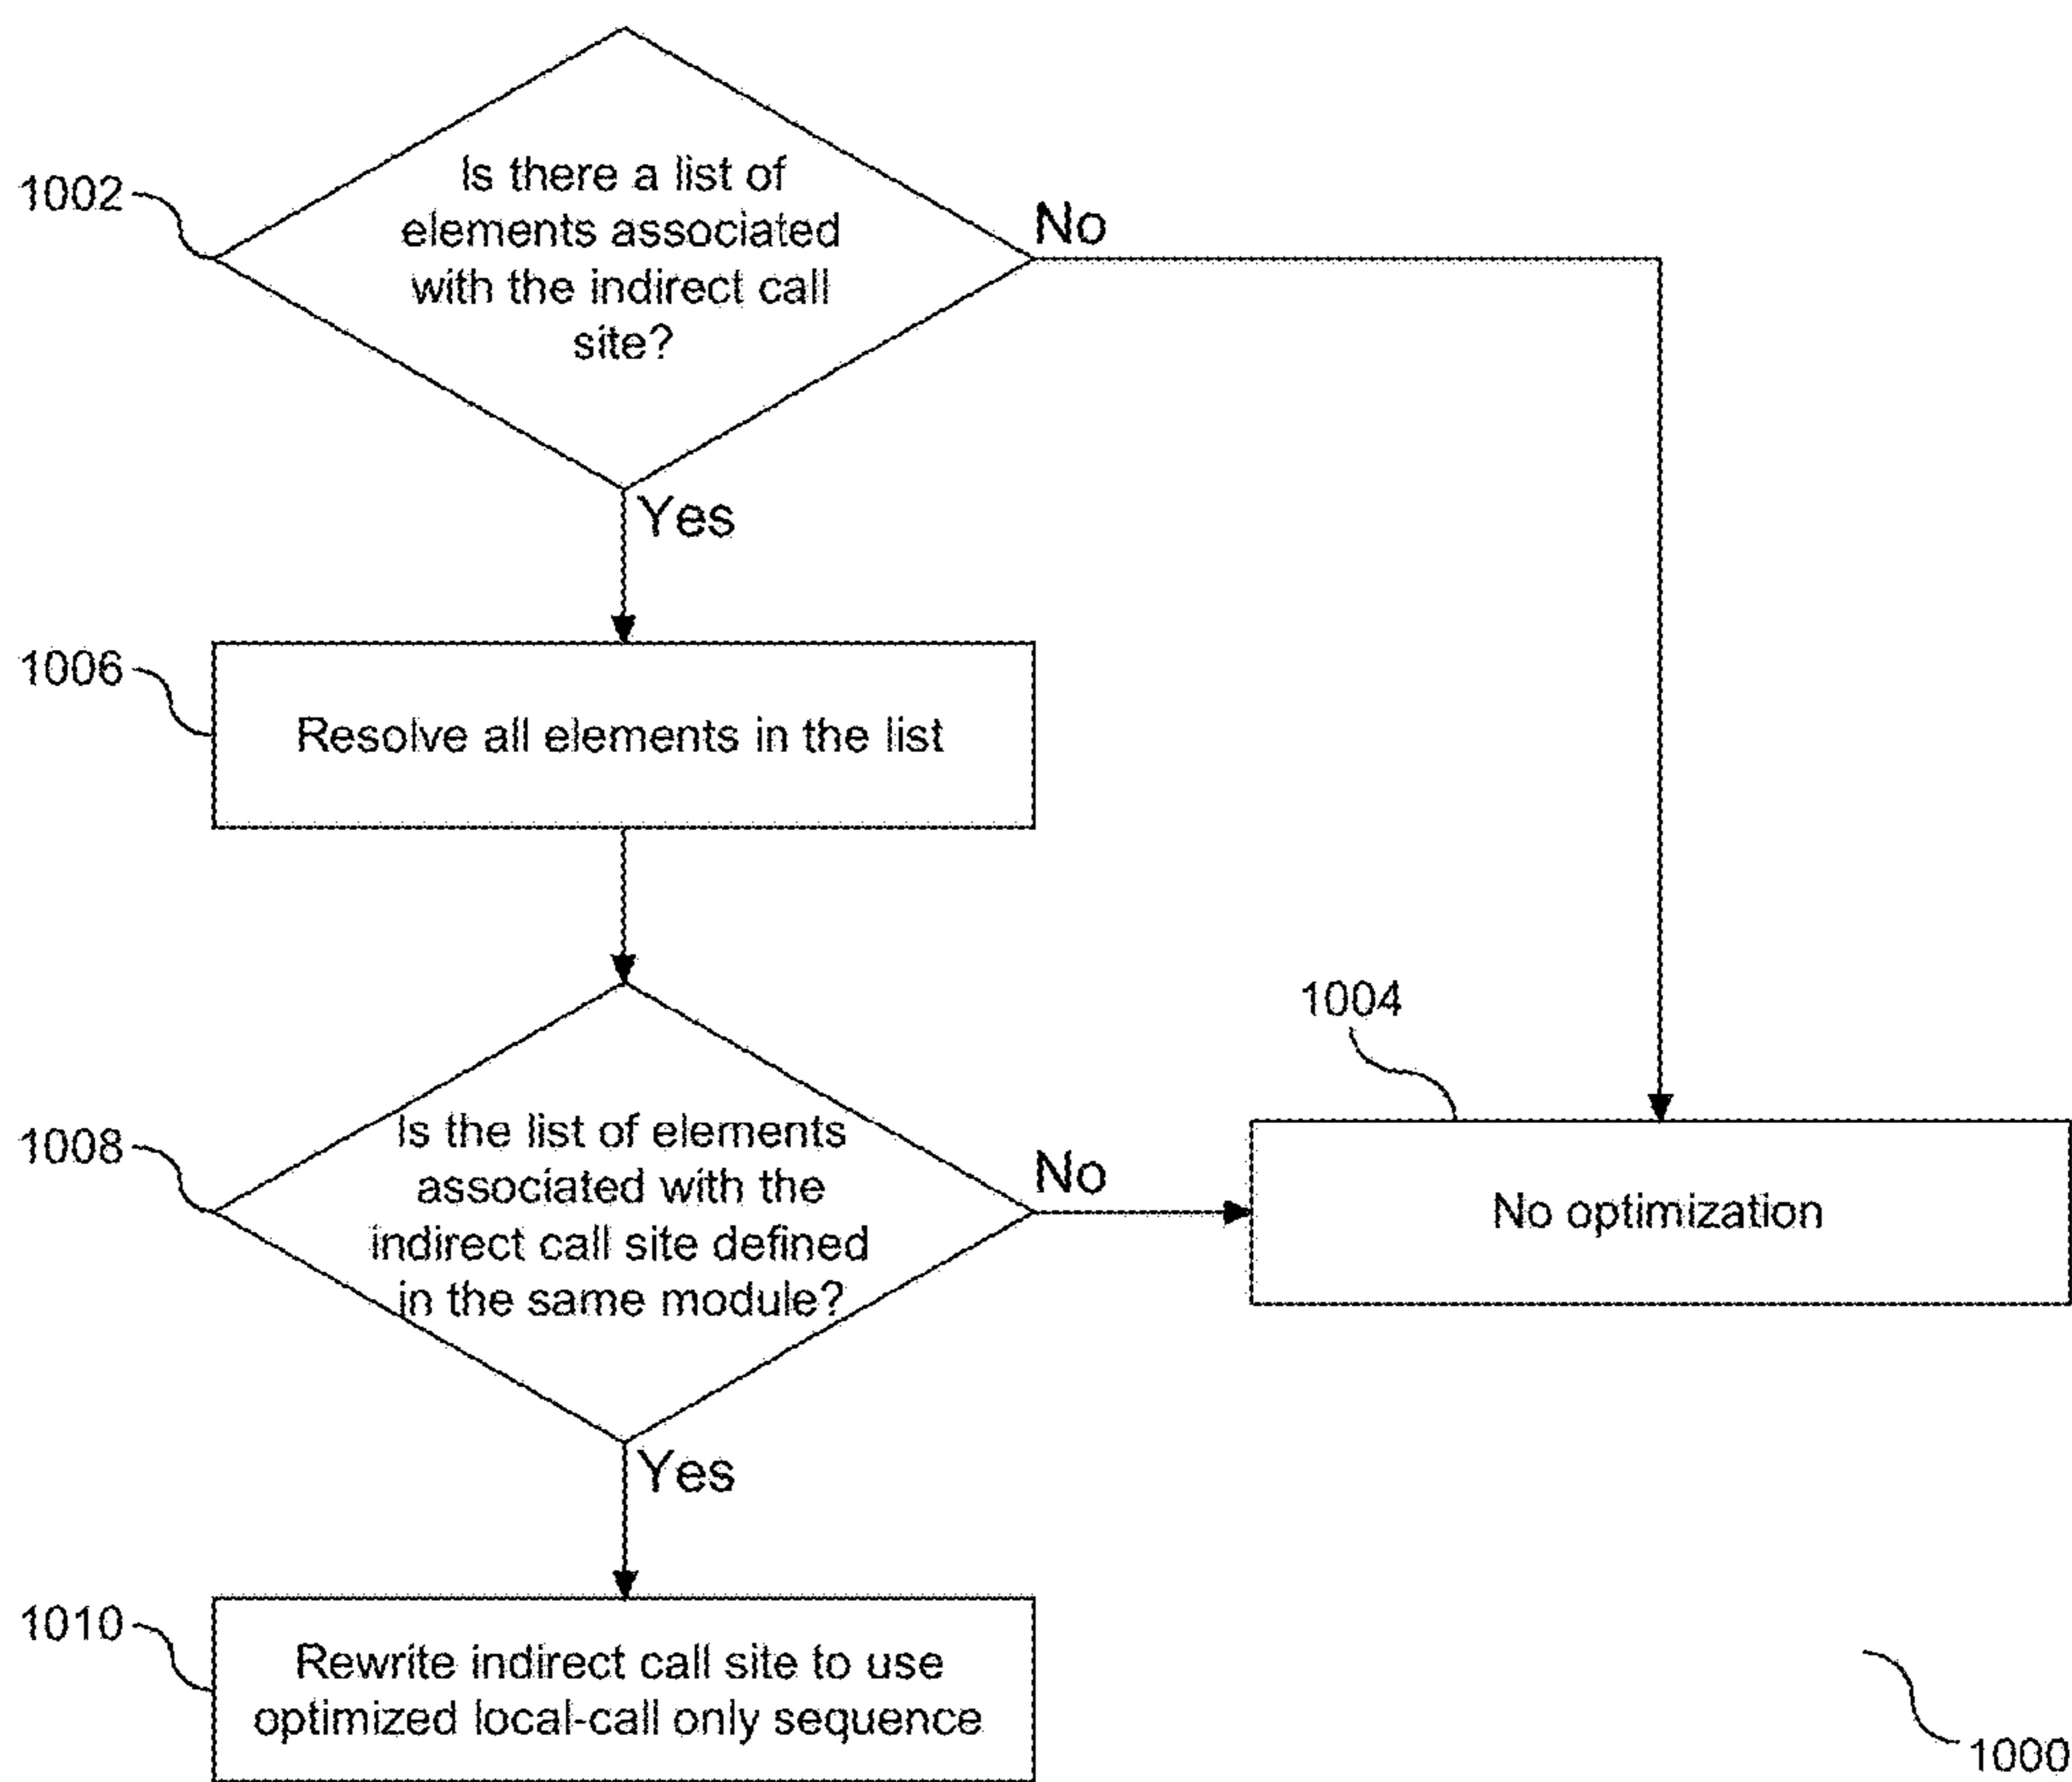 1002
Is there a list of
elements associated
with the indirect call
site?
No
Yes
1006
Resolve all elements in the list
1004
1008
Is the list of elements
associated with the
indirect call site defined
in the same module?
No
No optimization
Yes
1010
Rewrite indirect call site to use
optimized local-call only sequence
1000